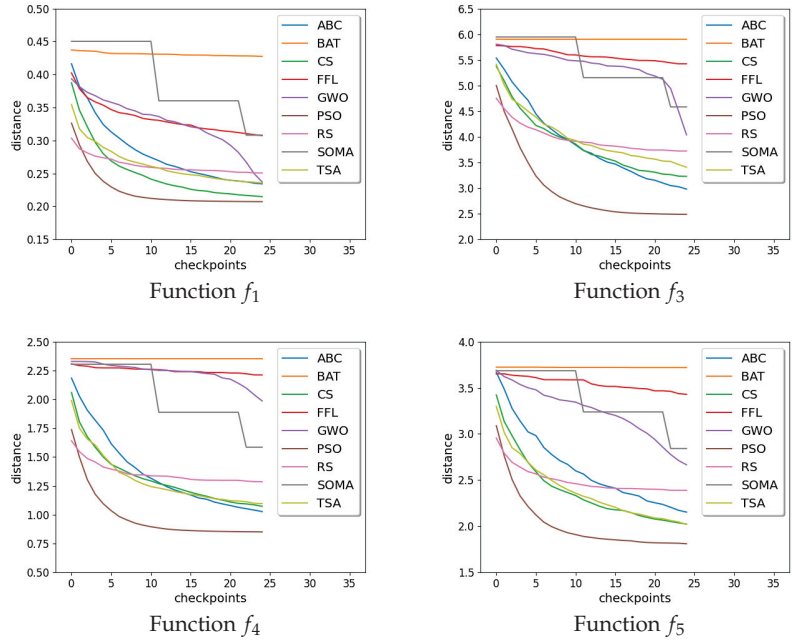 0.50
0.45
0.40
0.35
0.30
0.25
0.20
0.15
distance
0 5 10 15 20 25 30 35
checkpoints
ABC
BAT
CS
FFL
GWO
PSO
RS
SOMA
TSA
Function f1
6.5
6.0
5.5
5.0
4.5
4.0
3.5
3.0
2.5
2.0
distance
0 5 10 15 20 25 30 35
checkpoints
ABC
BAT
CS
FFL
GWO
PSO
RS
SOMA
TSA
Function f3
2.50
2.25
2.00
1.75
1.50
1.25
1.00
0.75
0.50
distance
0 5 10 15 20 25 30 35
checkpoints
ABC
BAT
CS
FFL
GWO
PSO
RS
SOMA
TSA
Function f4
4.0
3.5
3.0
2.5
2.0
1.5
distance
0 5 10 15 20 25 30 35
checkpoints
ABC
BAT
CS
FFL
GWO
PSO
RS
SOMA
TSA
Function f5